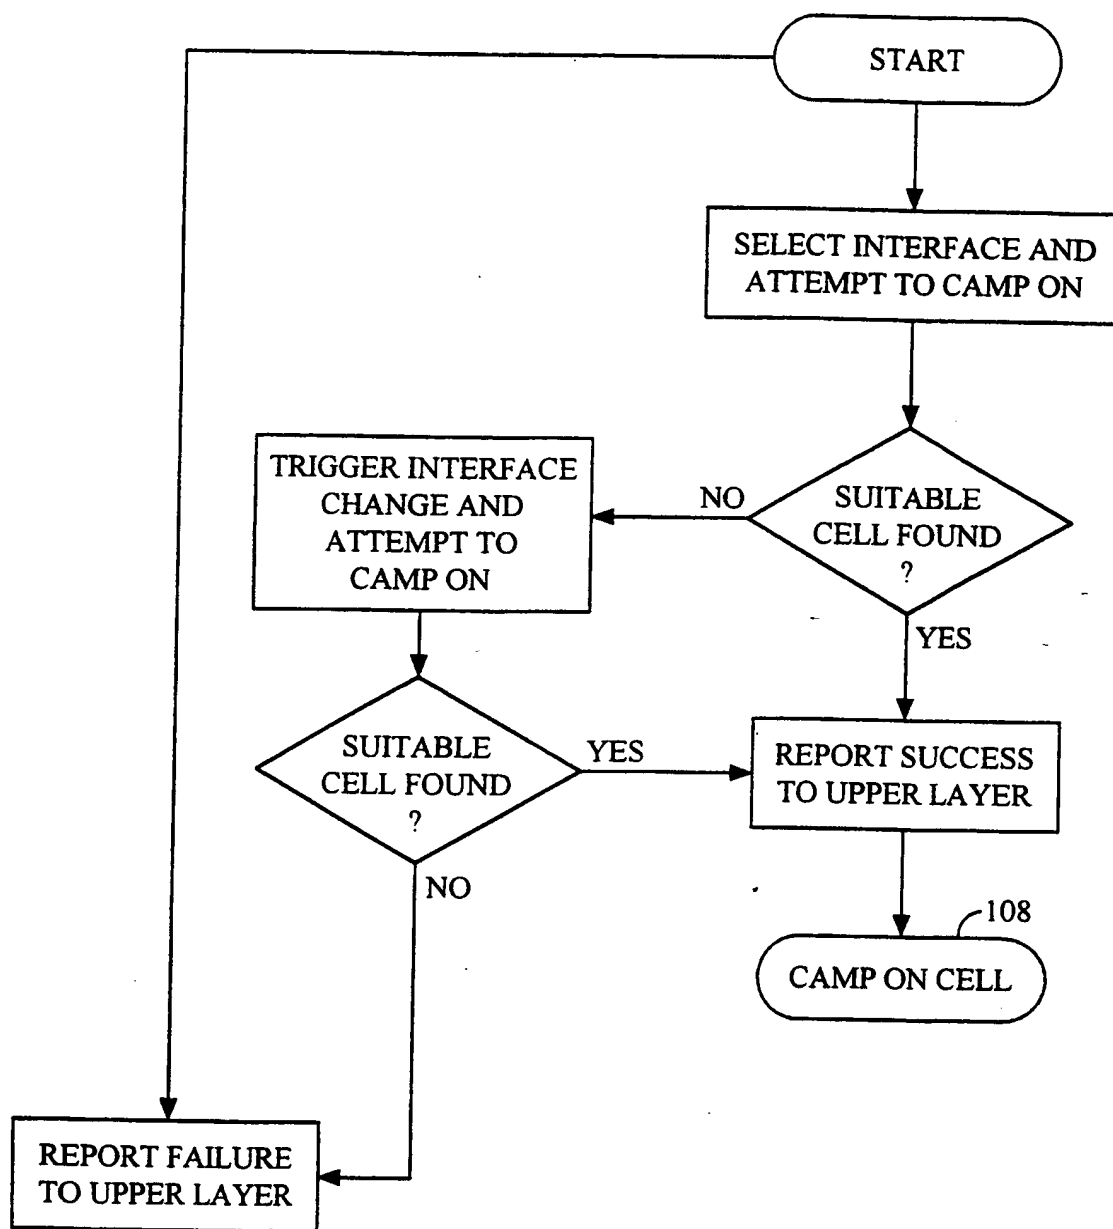 START
SELECT INTERFACE AND
ATTEMPT TO CAMP ON
SUITABLE
CELL FOUND
?
NO
YES
TRIGGER INTERFACE
CHANGE AND
ATTEMPT TO
CAMP ON
SUITABLE
CELL FOUND
?
YES
NO
REPORT SUCCESS
TO UPPER LAYER
108
CAMP ON CELL
REPORT FAILURE
TO UPPER LAYER